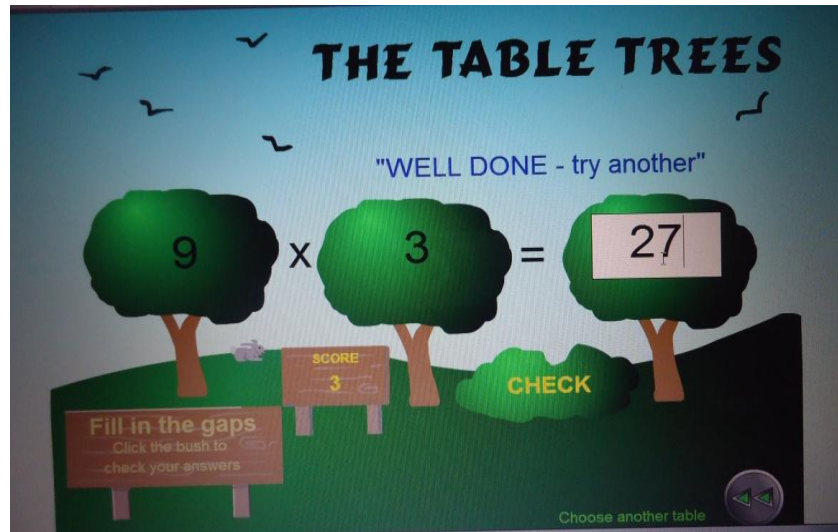 THE TABLE TREES
"WELL DONE - try another"
9 x 3 = 27
SCORE
3
CHECK
Fill in the gaps
Click the bush to
check your answers
Choose another table